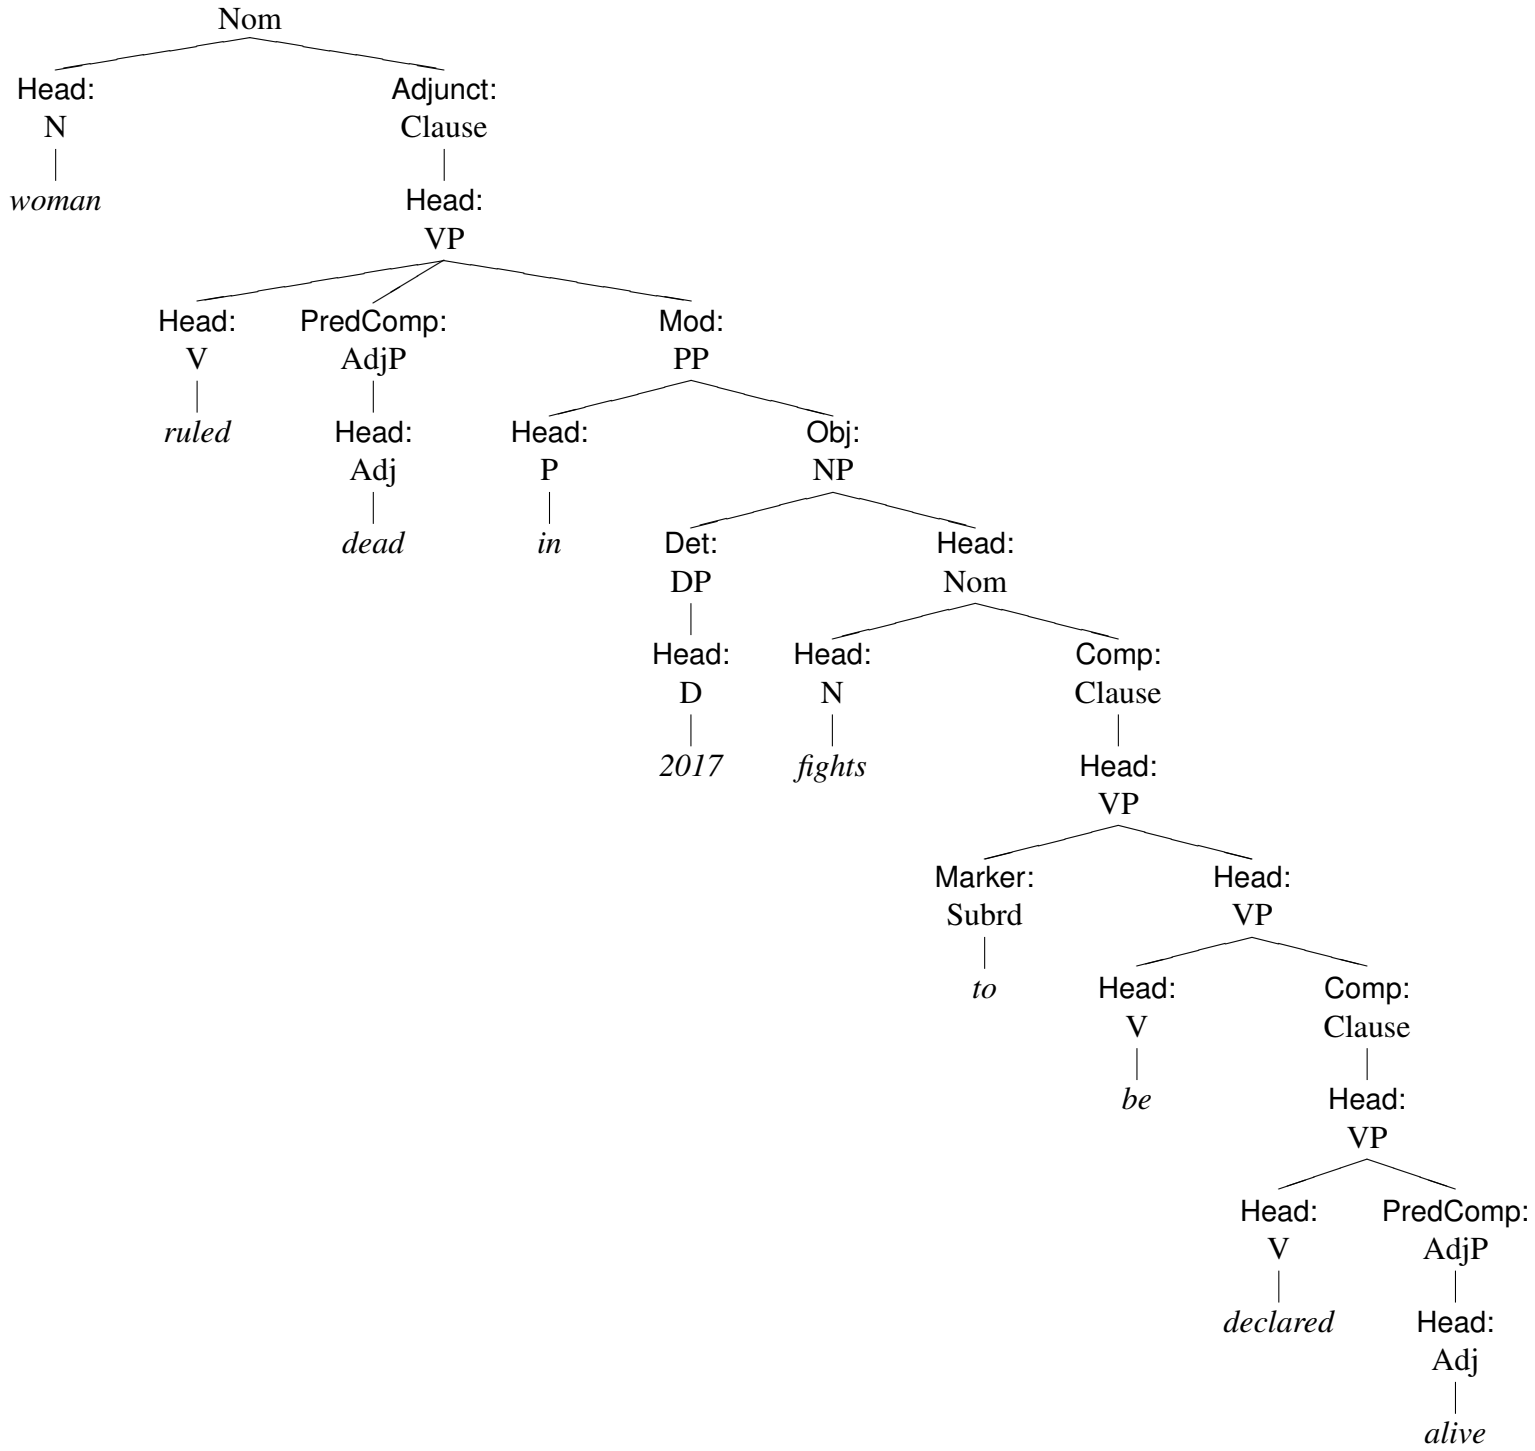 Nom
Head: Adjunct:
N Clause
woman Head:
VP
Head: PredComp: Mod:
V AdjP PP
ruled Head: Head: Obj:
Adj P NP
dead in Det: Head:
DP Nom
Head: Head: Comp:
D N Clause
2017 fights Head:
VP
Marker: Head:
Subrd VP
to Head: Comp:
V Clause
be Head:
VP
Head: PredComp:
V AdjP
declared Head:
Adj
alive